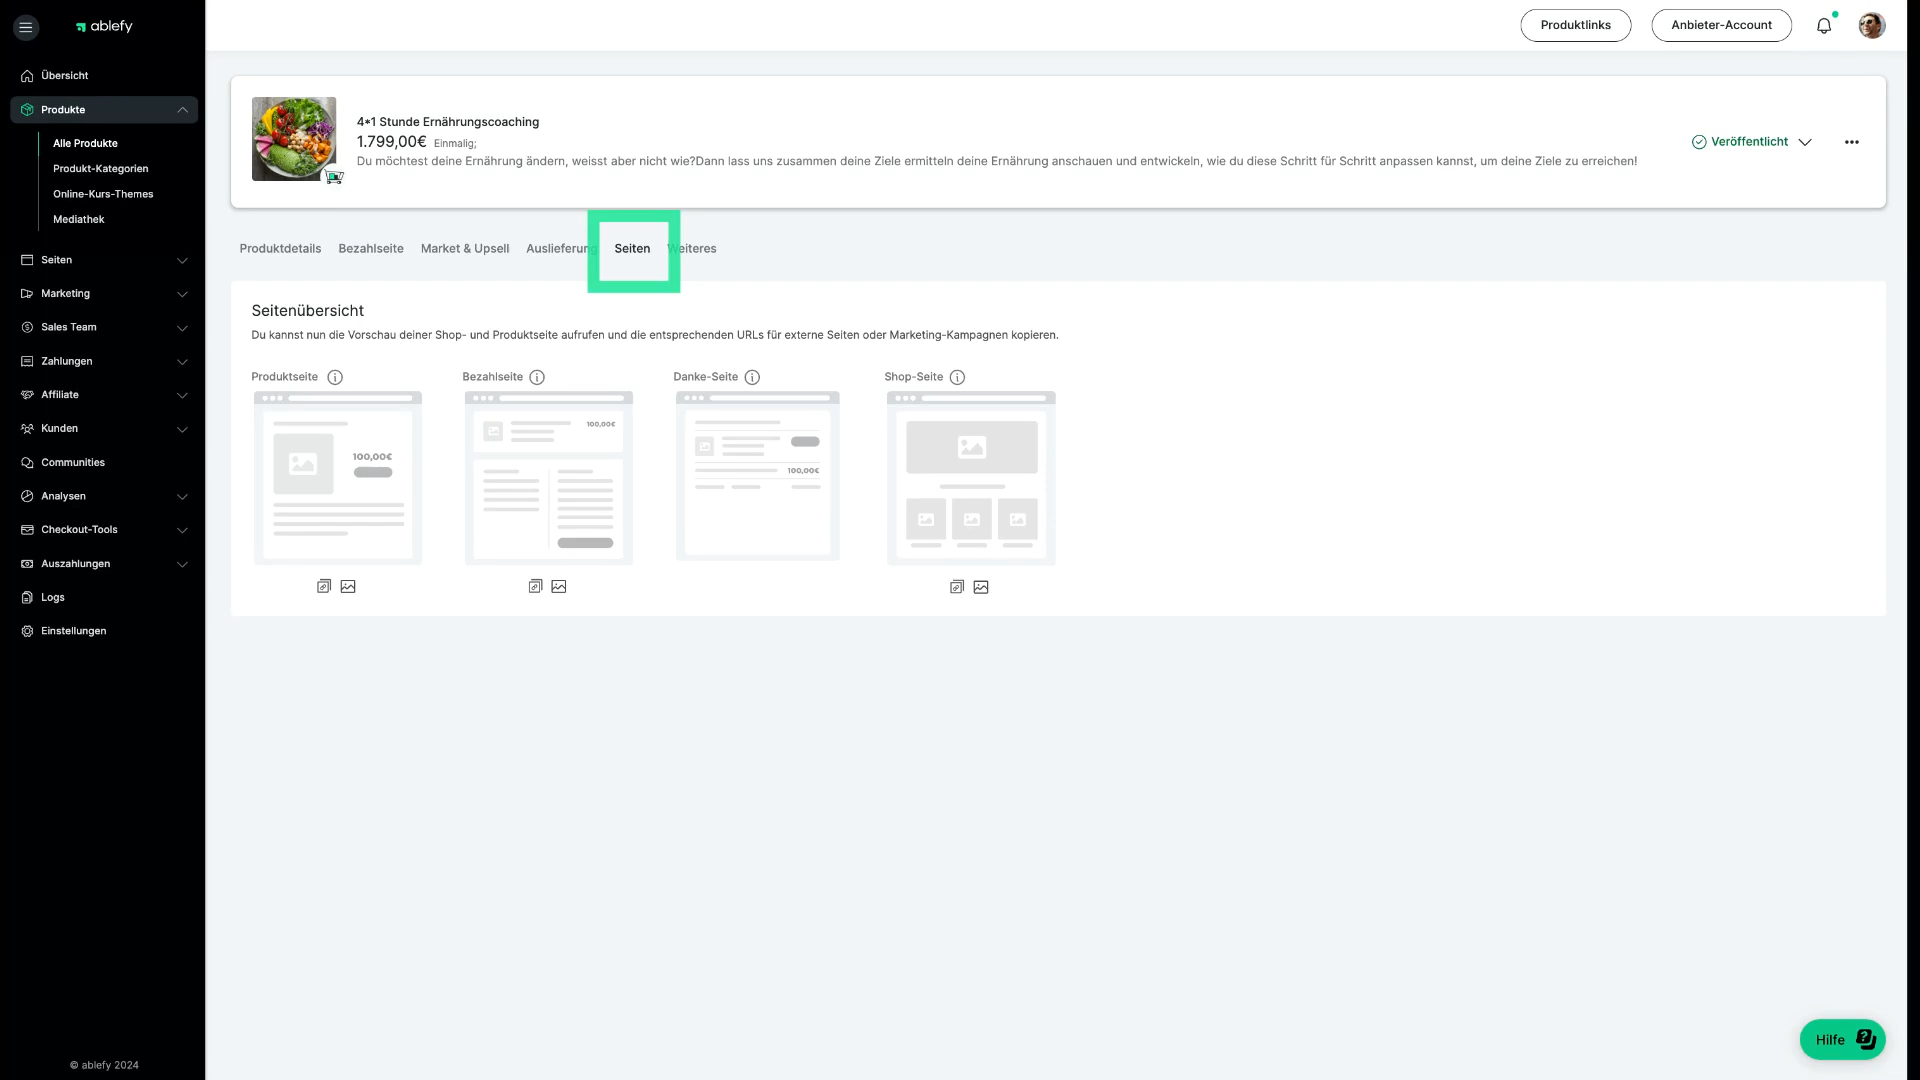 ablefy
Produktlinks
Anbieter-Account
Übersicht
Produkte
Alle Produkte
Produkt-Kategorien
Online-Kurs-Themes
Mediathek
Seiten
Marketing
Sales Team
Zahlungen
Affiliate
Kunden
Communities
Analysen
Checkout-Tools
Auszahlungen
Logs
Einstellungen
© ablefy 2024
4*1 Stunde Ernährungscoaching
1.799,00€ Einmalig;
Du möchtest deine Ernährung ändern, weisst aber nicht wie?Dann lass uns zusammen deine Ziele ermitteln deine Ernährung anschauen und entwickeln, wie du diese Schritt für Schritt anpassen kannst, um deine Ziele zu erreichen!
Veröffentlicht
Produktdetails Bezahlseite Market & Upsell Auslieferung Seiten Weiteres
Seitenübersicht
Du kannst nun die Vorschau deiner Shop- und Produktseite aufrufen und die entsprechenden URLs für externe Seiten oder Marketing-Kampagnen kopieren.
Produktseite
Bezahlseite
Danke-Seite
Shop-Seite
100,00€
100,00€
100,00€
Hilfe